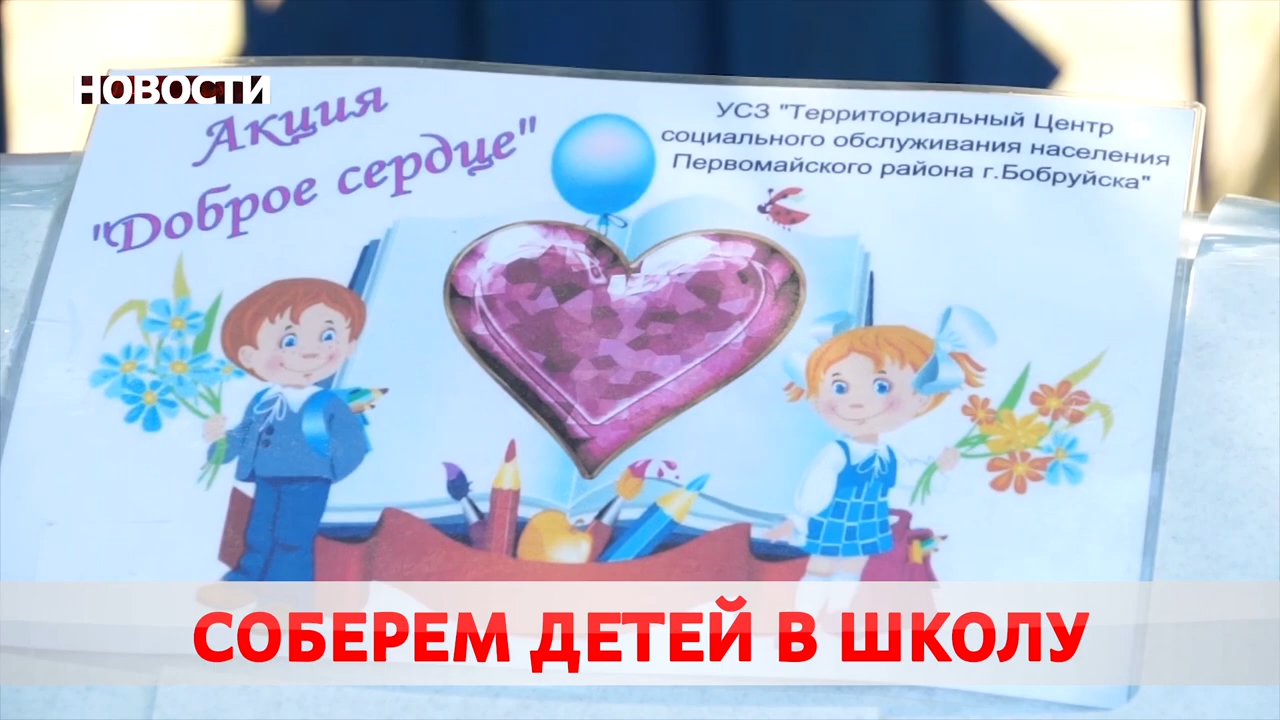 НОВОСТИ
Акция
"Доброе сердце"
УСЗ "Территориальный Центр
социального обслуживания населения
Первомайского района г.Бобруйска"
СОБЕРЕМ ДЕТЕЙ В ШКОЛУ